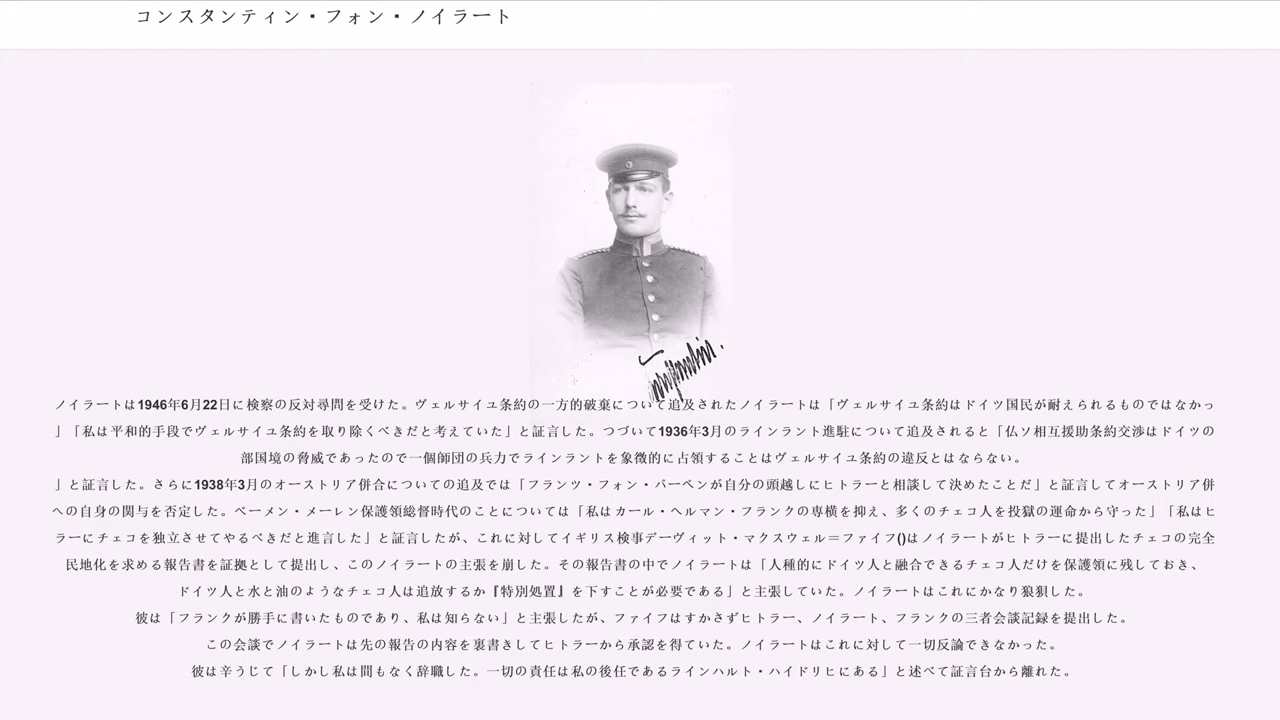 コンスタンティン・フォン・ノイラート
ノイラートは1946年6月22日に検察の反対尋問を受けた。ヴェルサイユ条約の一方的破棄について追及されたノイラートは「ヴェルサイユ条約はドイツ国民が耐えられるものではなかっ
」「私は平和的手段でヴェルサイユ条約を取り除くべきだと考えていた」と証言した。つづいて1936年3月のラインラント進駐について追及されると「仏ソ相互援助条約交渉はドイツの
部国境の脅威であったので一個師団の兵力でラインラントを象徴的に占領することはヴェルサイユ条約の違反とはならない。
」と証言した。さらに1938年3月のオーストリア併合についての追及では「フランツ・フォン・パーペンが自分の頭越しにヒトラーと相談して決めたことだ」と証言してオーストリア併
への自身の関与を否定した。ベーメン・メーレン保護領総督時代のことについては「私はカール・ヘルマン・フランクの専横を抑え、多くのチェコ人を投獄の運命から守った」「私はヒ
ラーにチェコを独立させてやるべきだと進言した」と証言したが、これに対してイギリス検事デーヴィット・マクスウェル＝ファイフ()はノイラートがヒトラーに提出したチェコの完全
民地化を求める報告書を証拠として提出し、このノイラートの主張を崩した。その報告書の中でノイラートは「人種的にドイツ人と融合できるチェコ人だけを保護領に残しておき、
ドイツ人と水と油のようなチェコ人は追放するか『特別処置』を下すことが必要である」と主張していた。ノイラートはこれにかなり狼狽した。
彼は「フランクが勝手に書いたものであり、私は知らない」と主張したが、ファイフはすかさずヒトラー、ノイラート、フランクの三者会談記録を提出した。
この会談でノイラートは先の報告の内容を裏書きしてヒトラーから承認を得ていた。ノイラートはこれに対して一切反論できなかった。
彼は辛うじて「しかし私は間もなく辞職した。一切の責任は私の後任であるラインハルト・ハイドリヒにある」と述べて証言台から離れた。